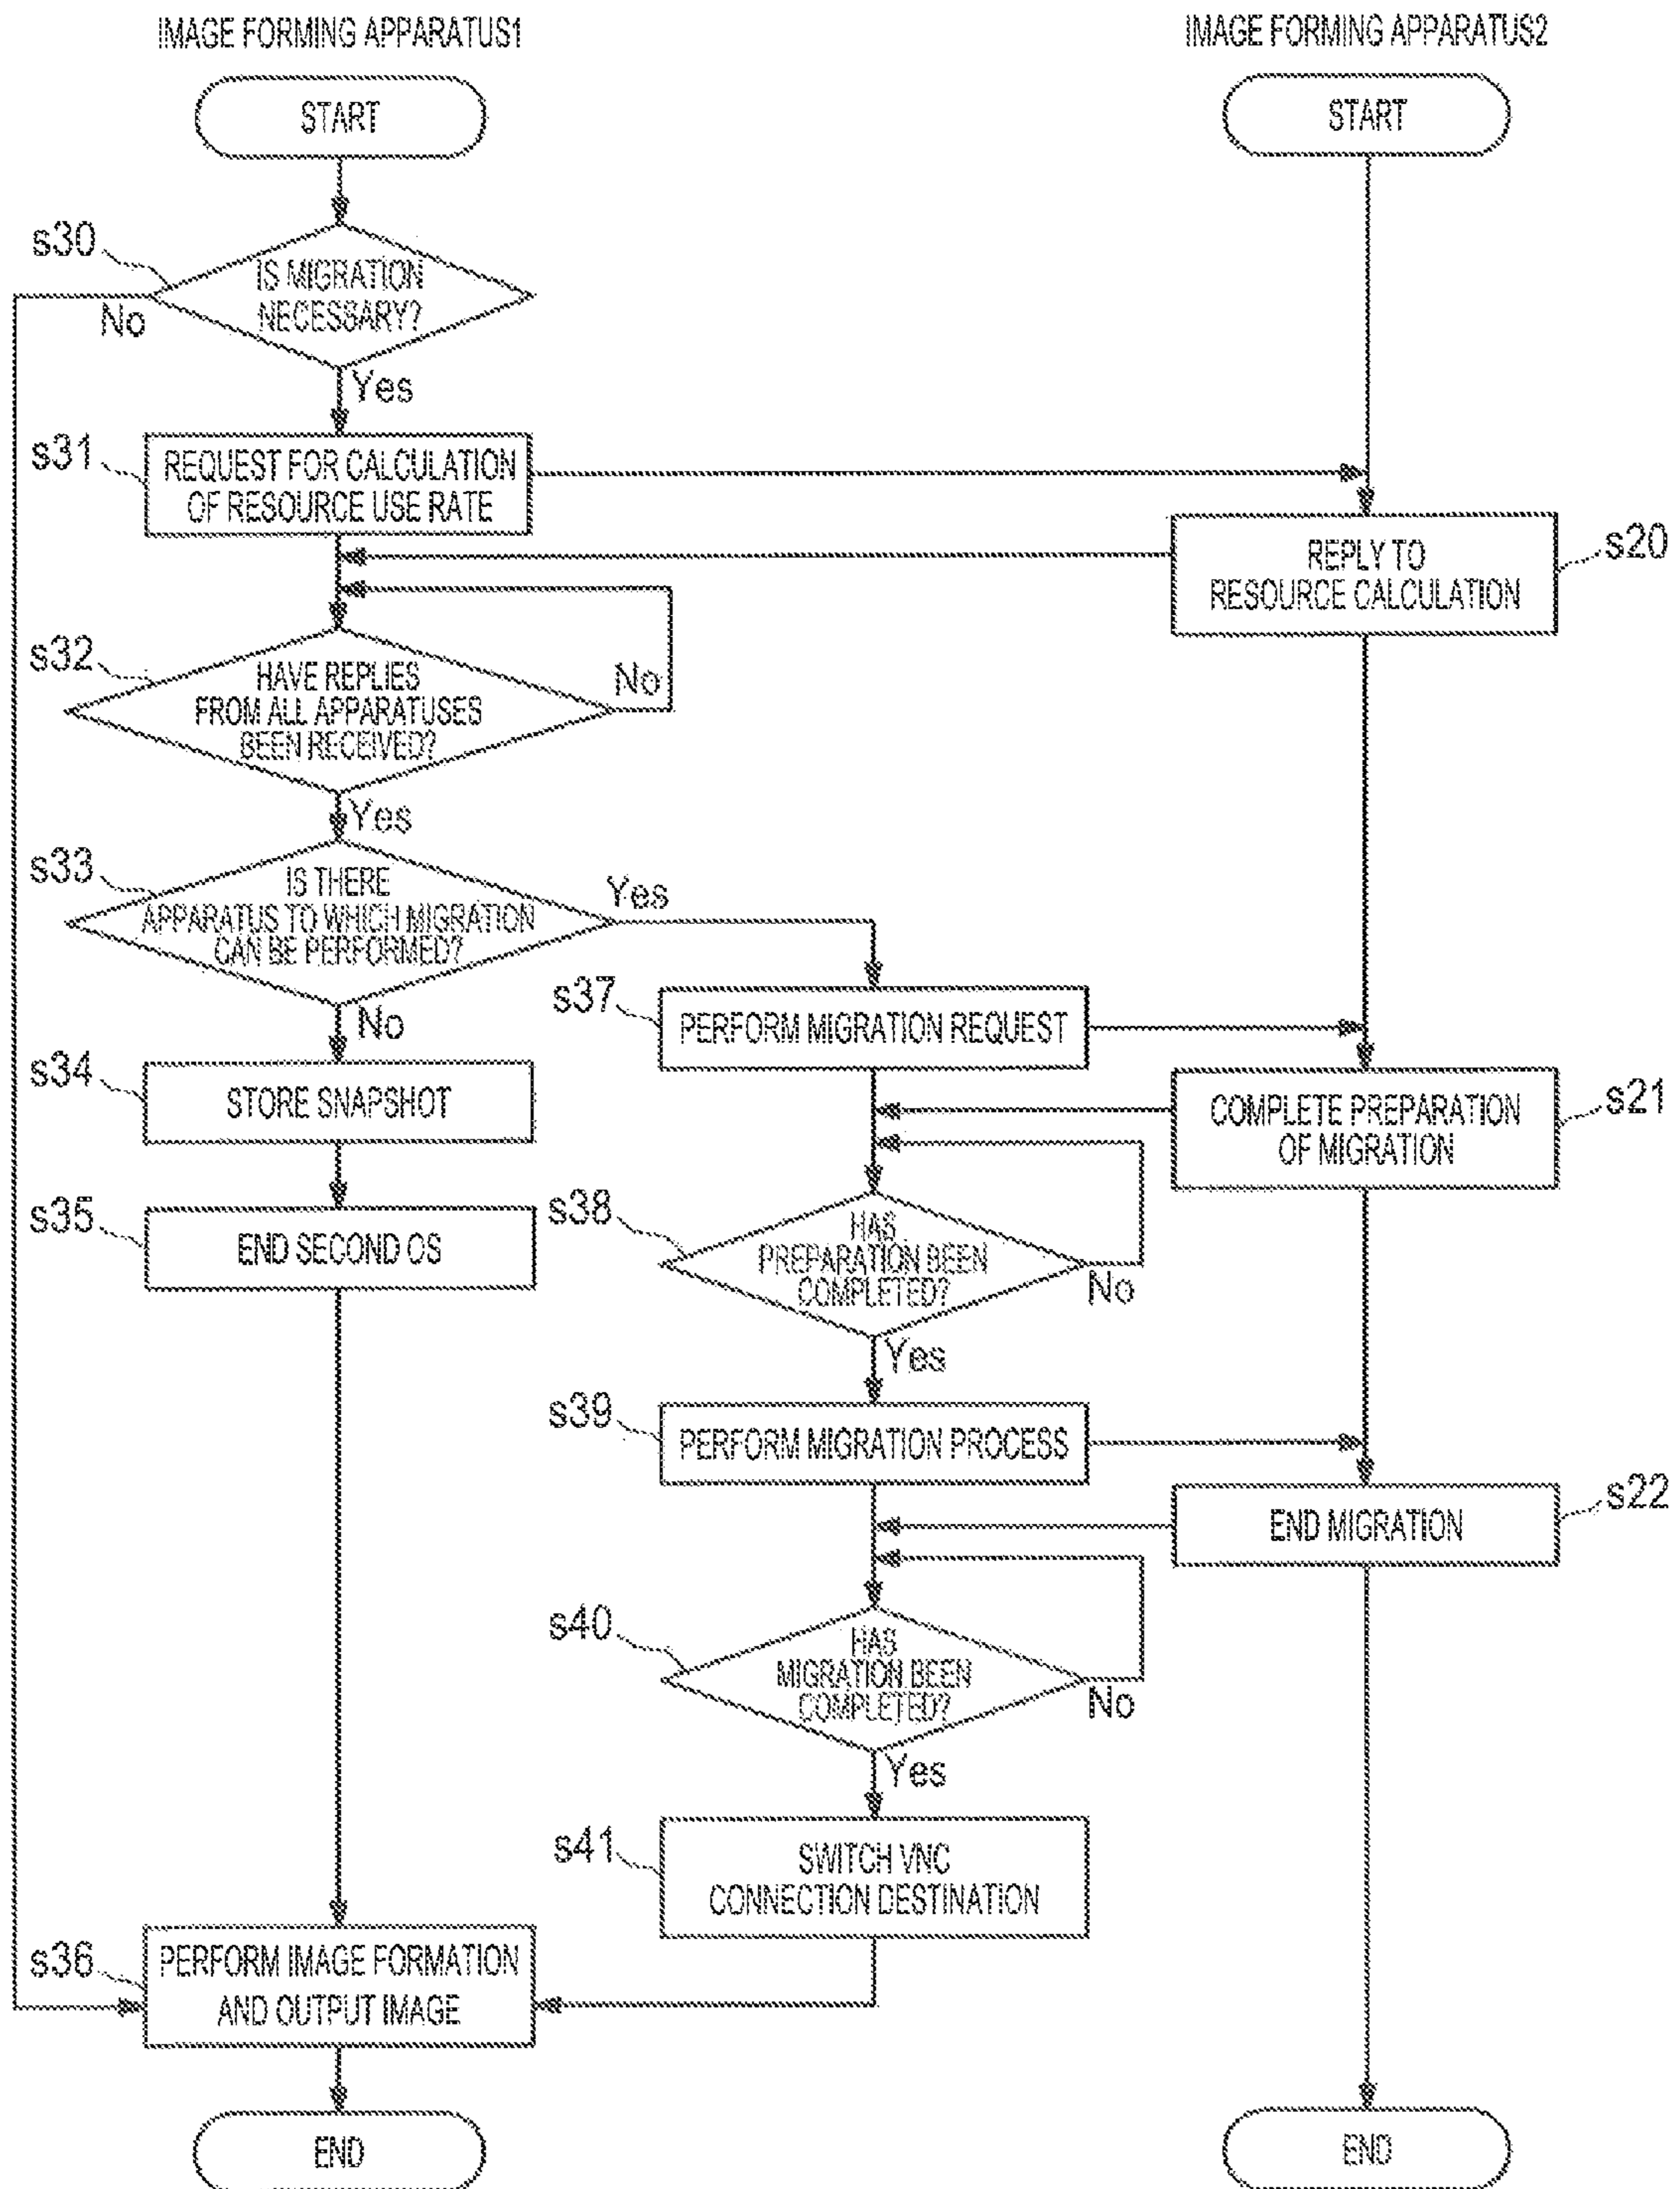 IMAGE FORMING APPARATUS1
IMAGE FORMING APPARATUS2
START
START
s30
IS MIGRATION
NECESSARY?
No
Yes
s31
REQUEST FOR CALCULATION
OF RESOURCE USE RATE
REPLY TO
RESOURCE CALCULATION
s20
s32
HAVE REPLIES
FROM ALL APPARATUSES
BEEN RECEIVED?
No
Yes
s33
IS THERE
APPARATUS TO WHICH MIGRATION
CAN BE PERFORMED?
Yes
No
s37
PERFORM MIGRATION REQUEST
s34
STORE SNAPSHOT
COMPLETE PREPARATION
OF MIGRATION
s21
s35
END SECOND OS
s38
HAS
PREPARATION BEEN
COMPLETED?
No
Yes
s39
PERFORM MIGRATION PROCESS
END MIGRATION
s22
s40
HAS
MIGRATION BEEN
COMPLETED?
No
Yes
s41
SWITCH VNC
CONNECTION DESTINATION
s36
PERFORM IMAGE FORMATION
AND OUTPUT IMAGE
END
END